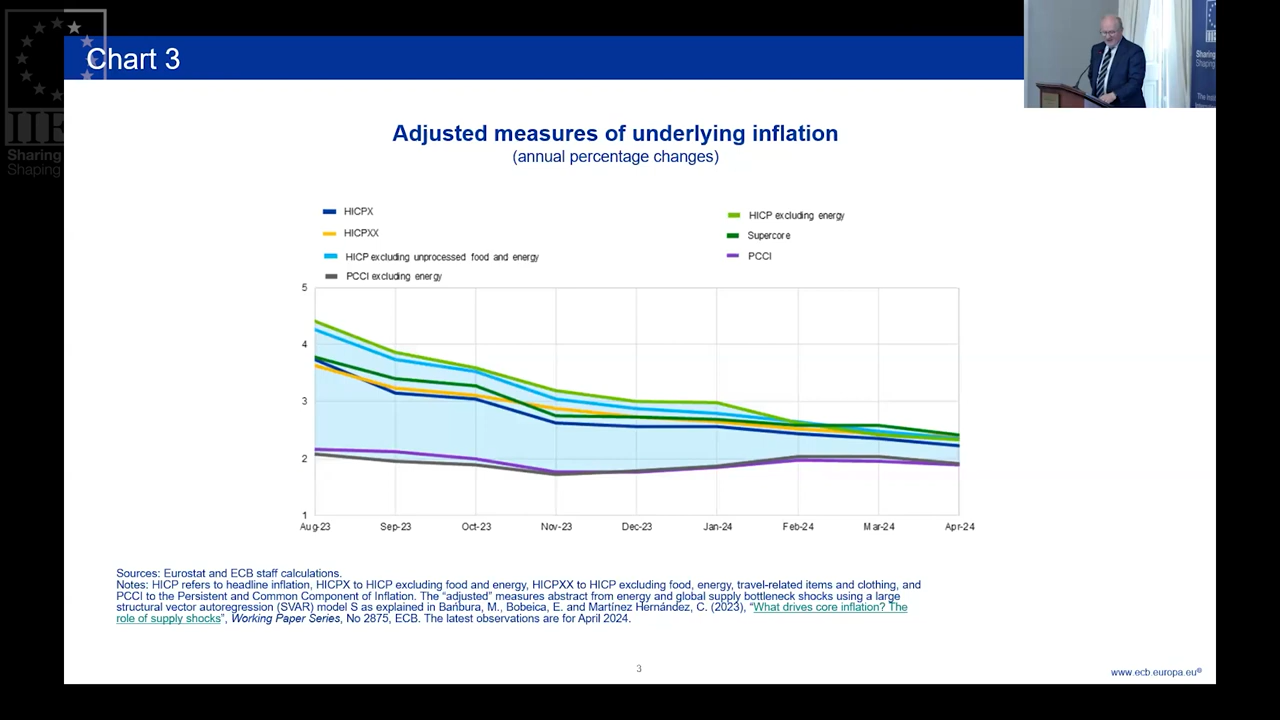 Chart 3
IIE
Sharing
Shaping
Sharing
Shaping
The Insti
Adjusted measures of underlying inflation
(annual percentage changes)
HICPX
HICPXX
HICP excluding unprocessed food and energy
PCCI excluding energy
HICP excluding energy
Supercore
PCCI
5
4
3
2
1
Aug-23 Sep-23 Oct-23 Nov-23 Dec-23 Jan-24 Feb-24 Mar-24 Apr-24
Sources: Eurostat and ECB staff calculations.
Notes: HICP refers to headline inflation, HICPX to HICP excluding food and energy, HICPXX to HICP excluding food, energy, travel-related items and clothing, and
PCCI to the Persistent and Common Component of Inflation. The “adjusted” measures abstract from energy and global supply bottleneck shocks using a large
structural vector autoregression (SVAR) model S as explained in Bańbura, M., Bobeica, E. and Martínez Hernández, C. (2023), “What drives core inflation? The
role of supply shocks”, Working Paper Series, No 2875, ECB. The latest observations are for April 2024.
3
www.ecb.europa.eu©